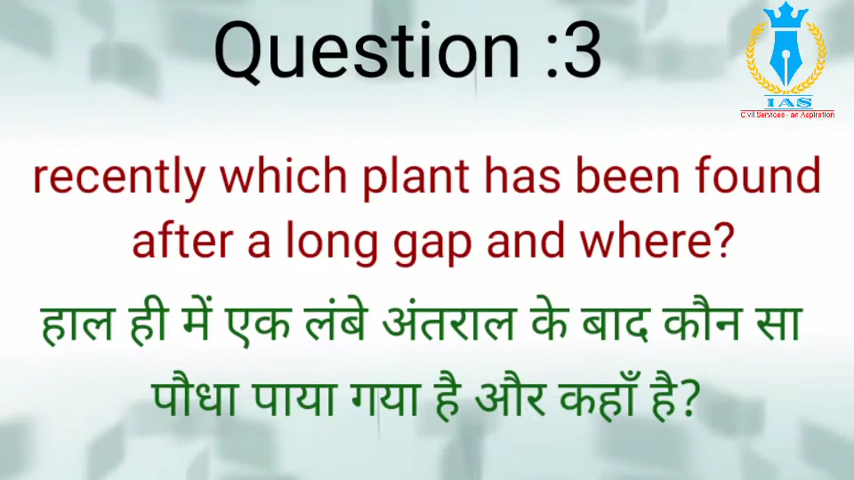 Question :3
IAS
Civil Services - an Aspiration
recently which plant has been found
after a long gap and where?
हाल ही में एक लंबे अंतराल के बाद कौन सा
पौधा पाया गया है और कहाँ है?